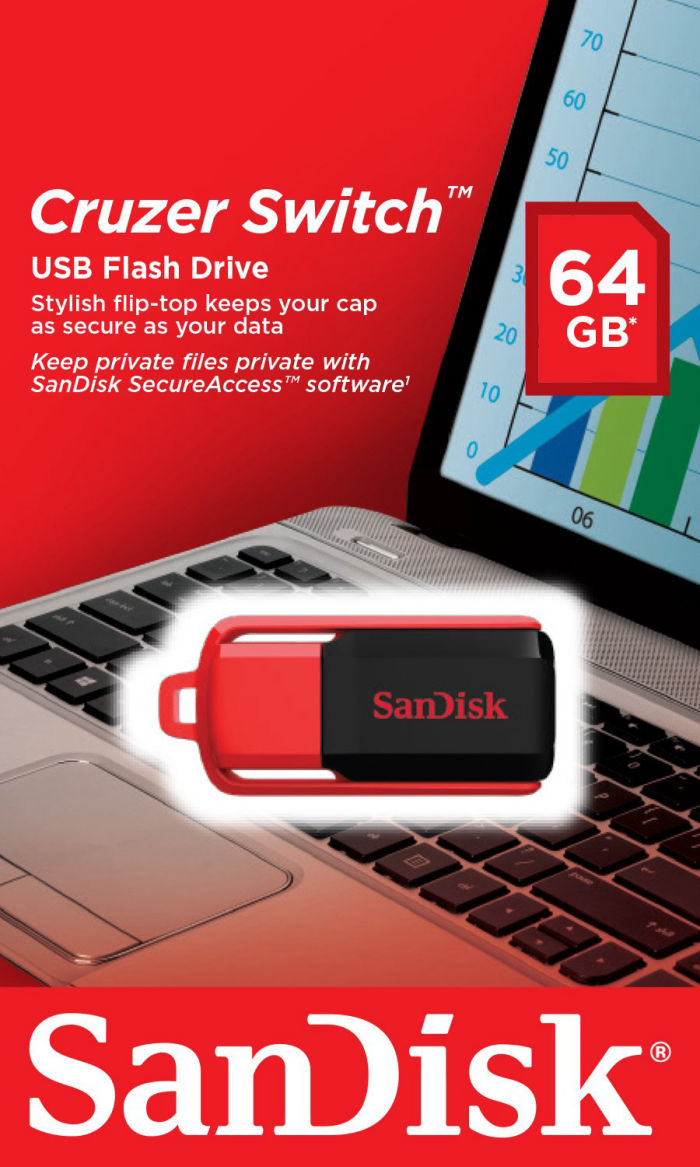 70
60
50
Cruzer Switch™
USB Flash Drive
Stylish flip-top keeps your cap
as secure as your data
Keep private files private with
SanDisk SecureAccess™ software¹
64
GB*
20
10
0
06
SanDisk
SanDisk®